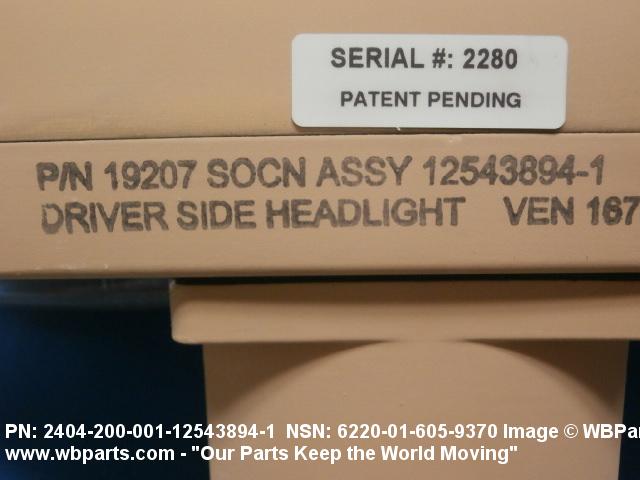 SERIAL #: 2280
PATENT PENDING
P/N 19207 SOCN ASSY 12543894-1
DRIVER SIDE HEADLIGHT VEN 167
PN: 2404-200-001-12543894-1 NSN: 6220-01-605-9370 Image © WBPar
www.wbparts.com - "Our Parts Keep the World Moving"